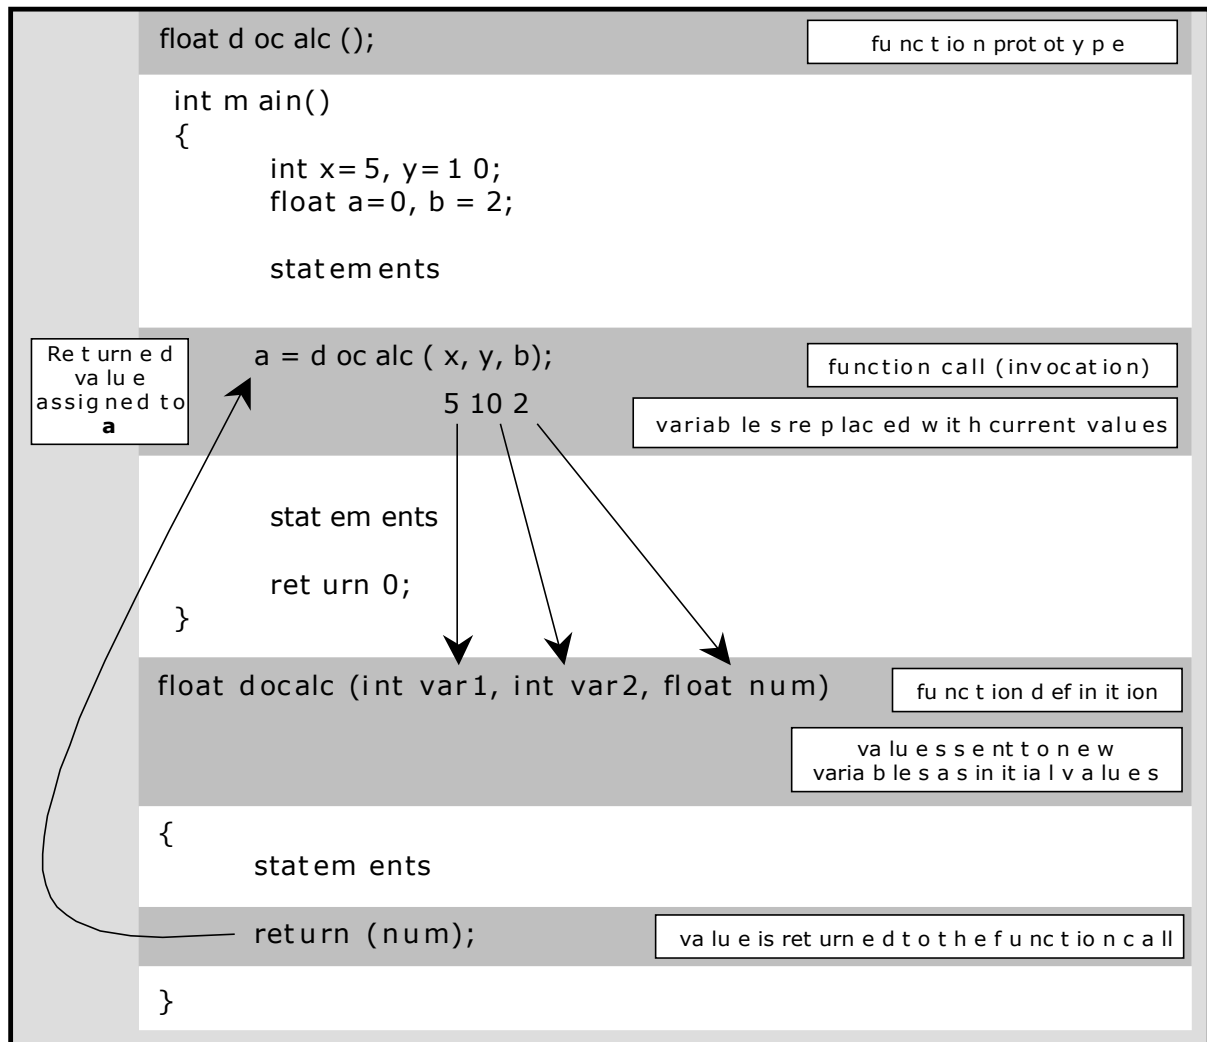 float docalc();
function prototype
int main()
{
int x=5, y=10;
float a=0, b = 2;
statements
Returned
value
assigned to
a
a = docalc ( x, y, b);
function call (invocation)
5 10 2
variables replaced with current values
statements
return 0;
}
float docalc (int var1, int var2, float num)
function definition
values sent to new
variables as initial values
{
statements
return (num);
value is returned to the function call
}